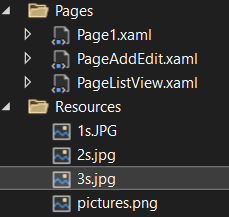 Pages
Page1.xaml
PageAddEdit.xaml
PageListView.xaml
Resources
1s.JPG
2s.jpg
3s.jpg
pictures.png